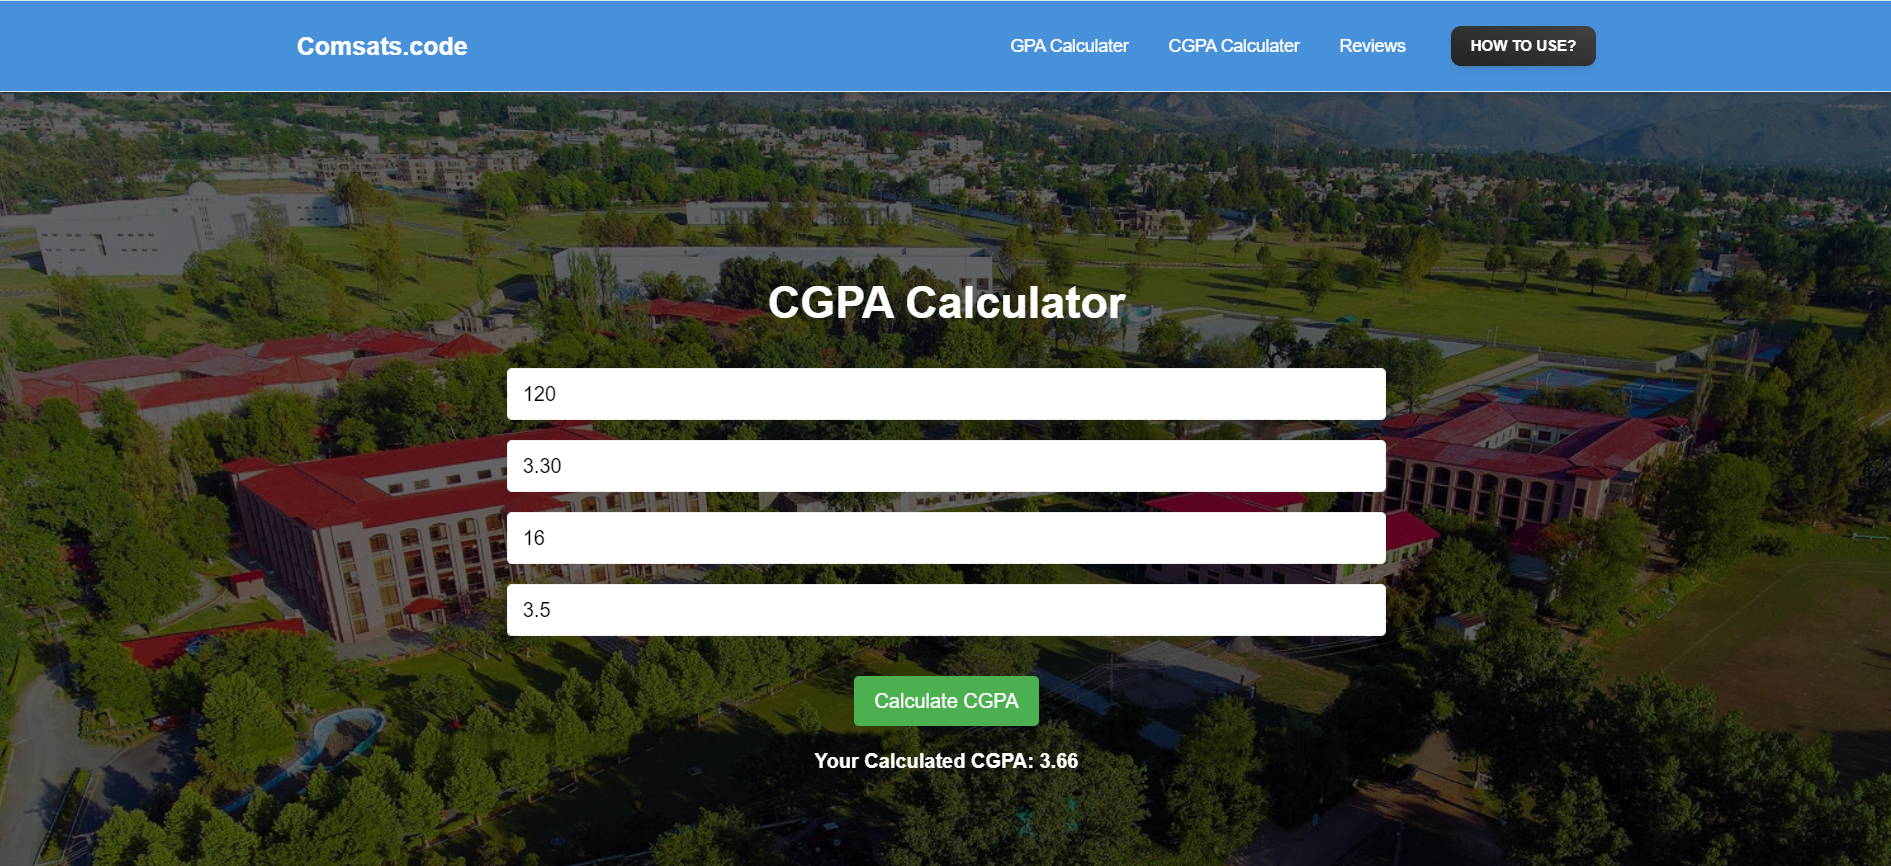 Comsats.code
GPA Calculater
CGPA Calculater
Reviews
HOW TO USE?
CGPA Calculator
120
3.30
16
3.5
Calculate CGPA
Your Calculated CGPA: 3.66